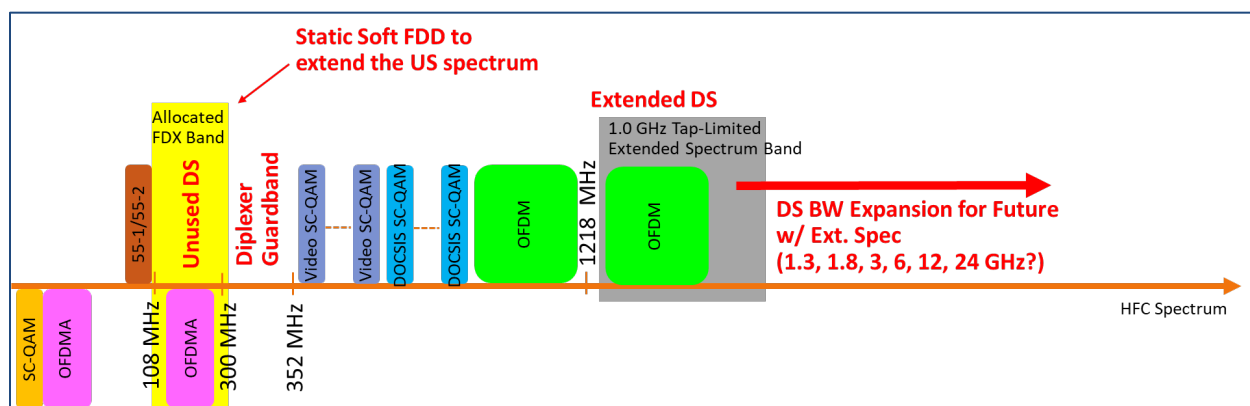 Static Soft FDD to
extend the US spectrum
Allocated
FDX Band
Extended DS
1.0 GHz Tap-Limited
Extended Spectrum Band
55-1/55-2
Unused DS
Diplexer
Guardband
Video SC-QAM
Video SC-QAM
DOCSIS SC-QAM
DOCSIS SC-QAM
OFDM
1218 MHz
OFDM
DS BW Expansion for Future
w/ Ext. Spec
(1.3, 1.8, 3, 6, 12, 24 GHz?)
HFC Spectrum
SC-QAM
OFDMA
108 MHz
OFDMA
300 MHz
352 MHz